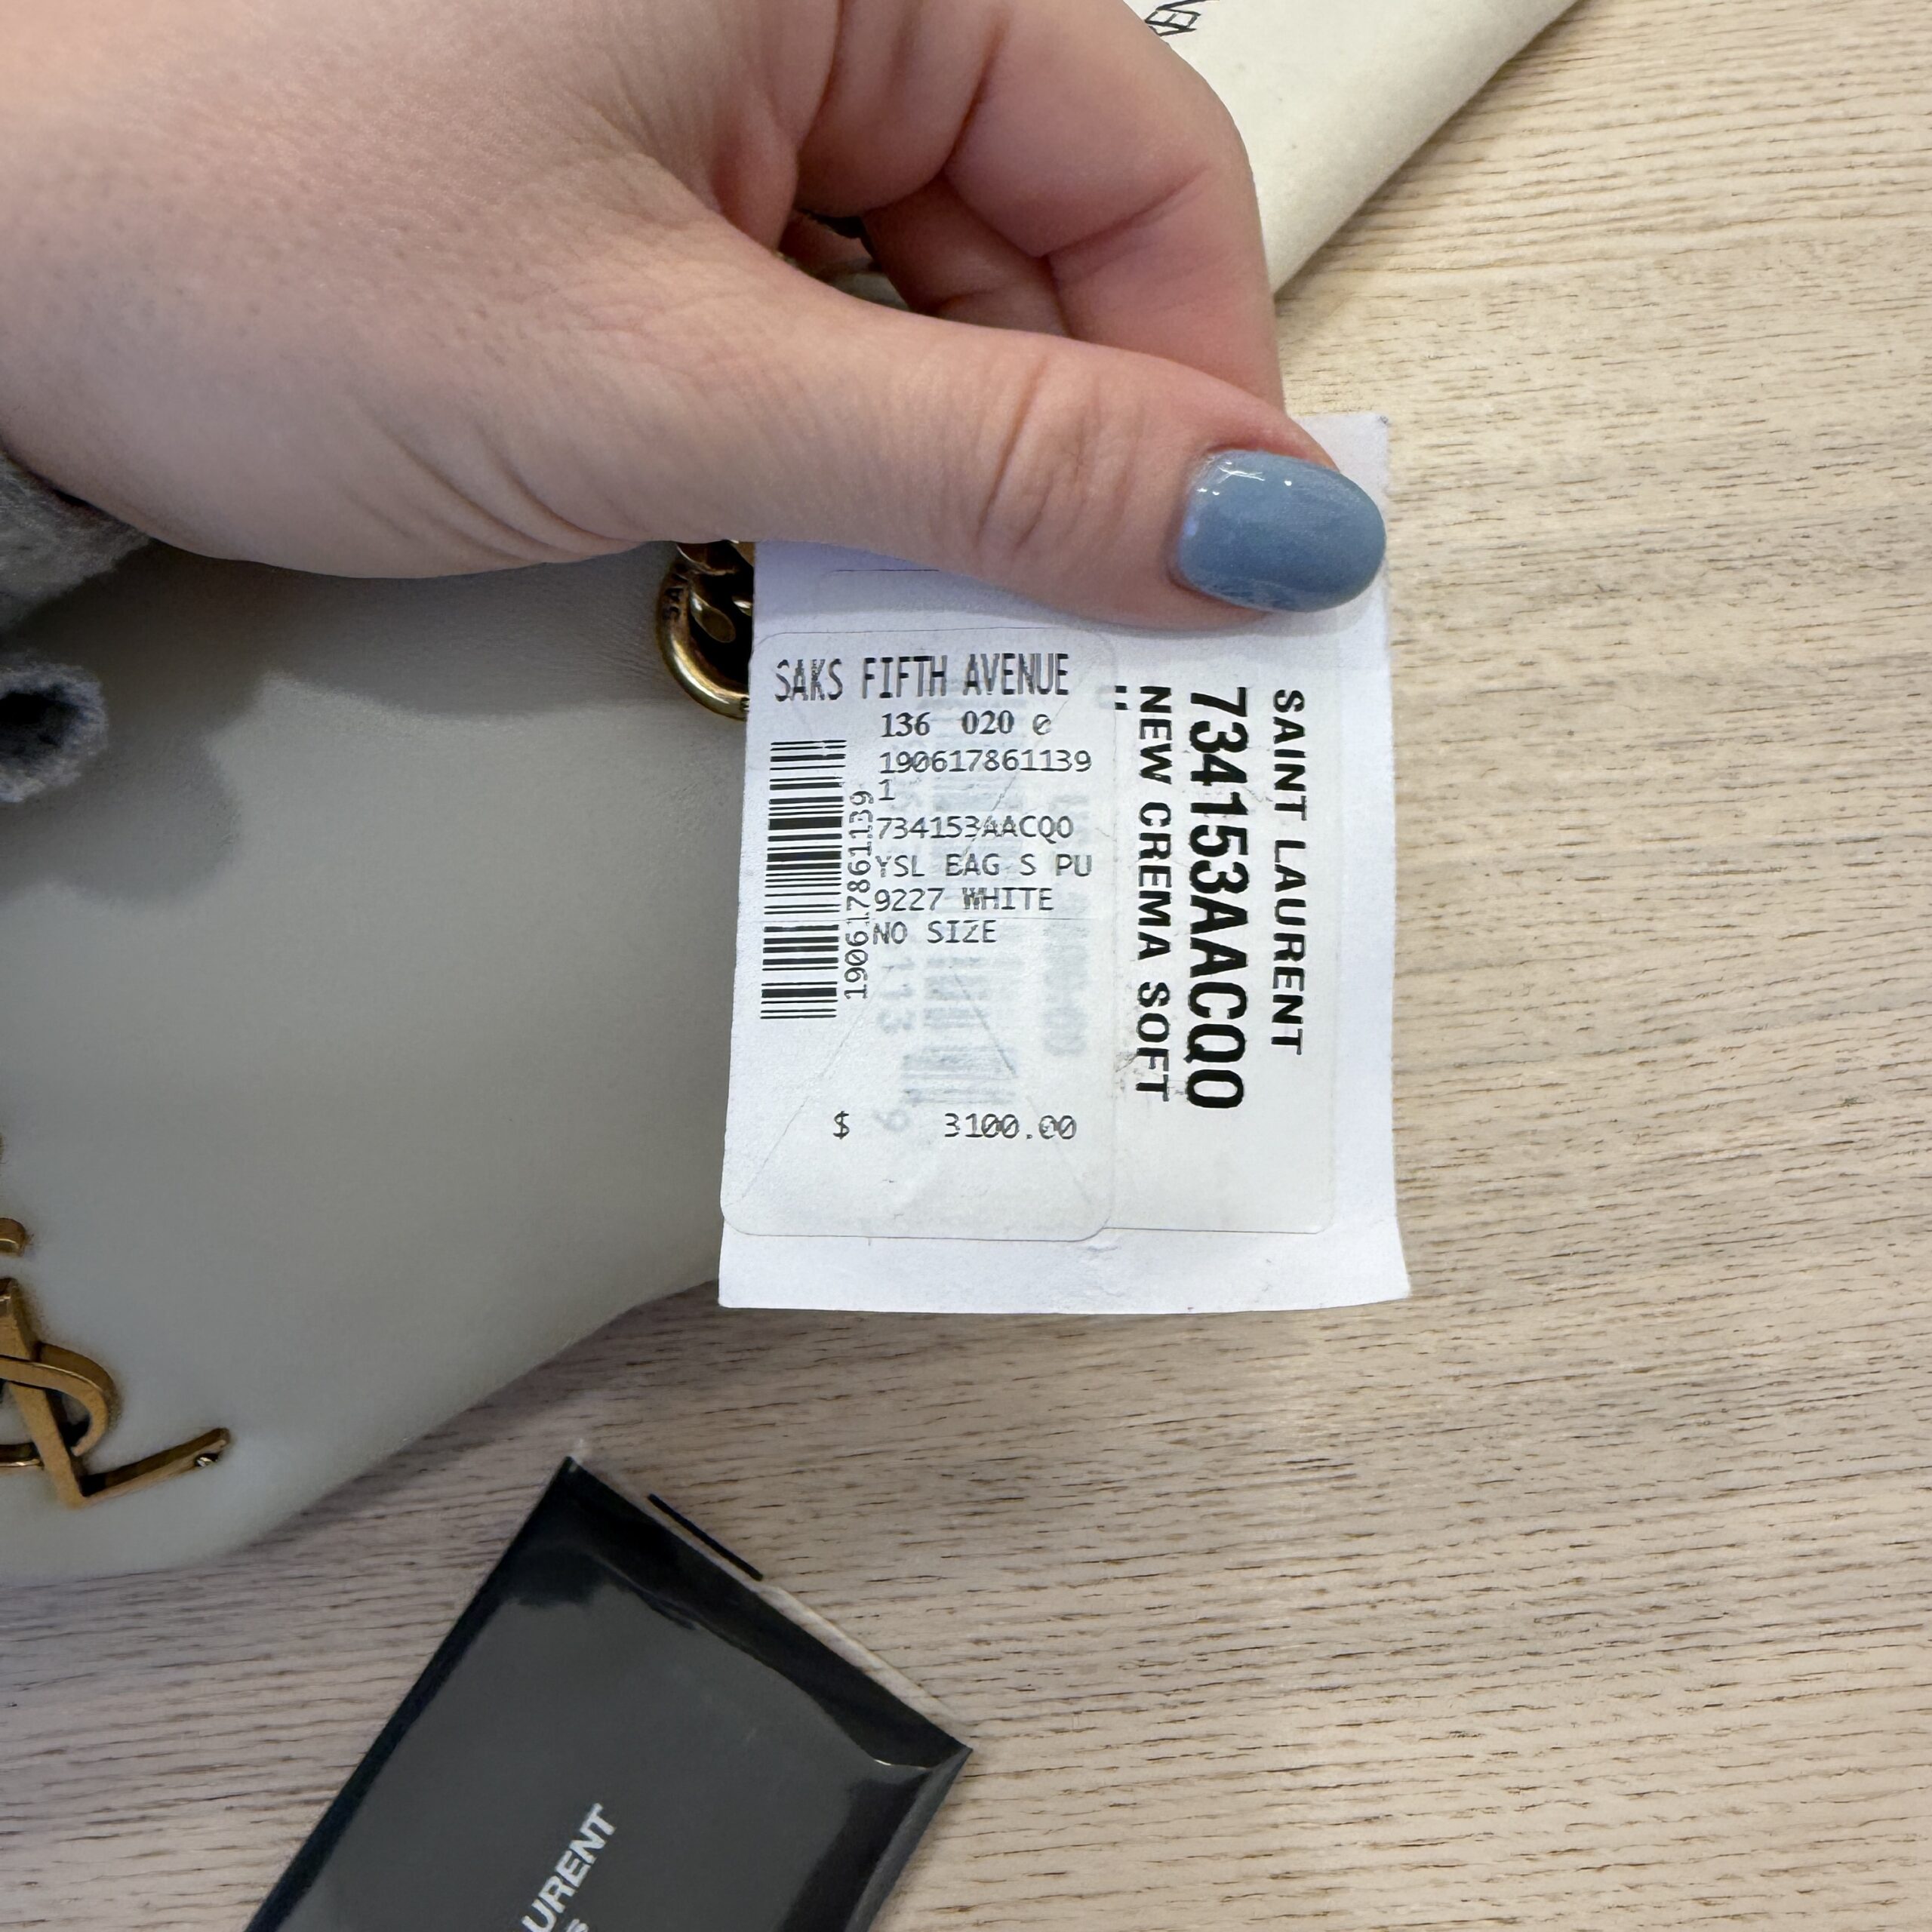 SAKS FIFTH AVENUE
136 020 0
190617861139
1
734153AACQ0
YSL BAG S PU
9227 WHITE
NO SIZE
190617861139
$ 3100.00
SAINT LAURENT
734153AACQ0
NEW CREMA SOFT
URENT